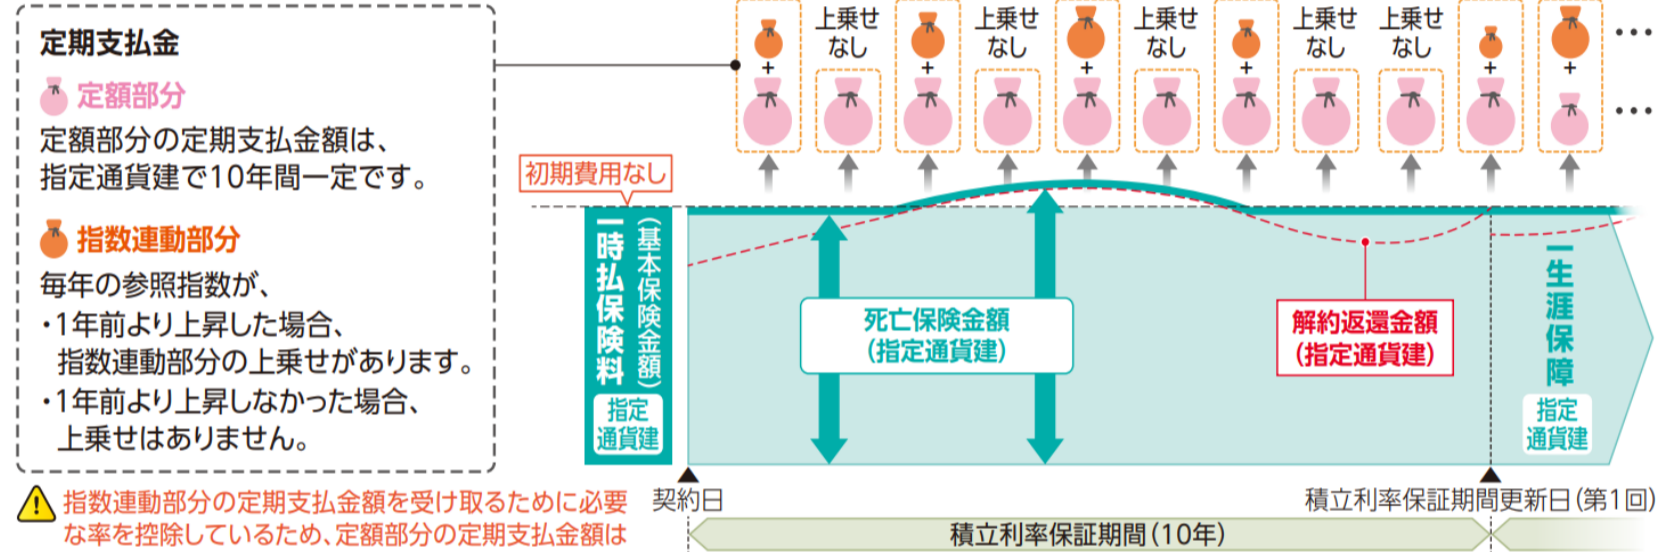 定期支払金
定額部分
定額部分の定期支払金額は、
指定通貨建で10年間一定です。
指数連動部分
毎年の参照指数が、
・1年前より上昇した場合、
指数連動部分の上乗せがあります。
・1年前より上昇しなかった場合、
上乗せはありません。
指数連動部分の定期支払金額を受け取るために必要
な率を控除しているため、定額部分の定期支払金額は
+
上乗せ
なし
+
上乗せ
なし
+
上乗せ
なし
+
上乗せ
なし
上乗せ
なし
+
+
…
…
初期費用なし
一時払保険料
(基本保険金額)
指定
通貨建
死亡保険金額
(指定通貨建)
解約返還金額
(指定通貨建)
一生涯保障
指定
通貨建
契約日
積立利率保証期間更新日(第1回)
積立利率保証期間(10年)